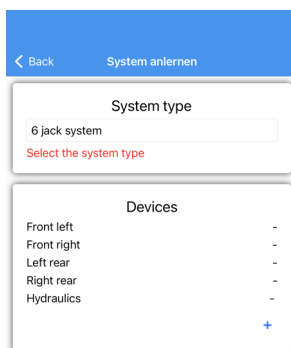 Back System anlernen
System type
6 jack system
Select the system type
Devices
Front left -
Front right -
Left rear -
Right rear -
Hydraulics -
+